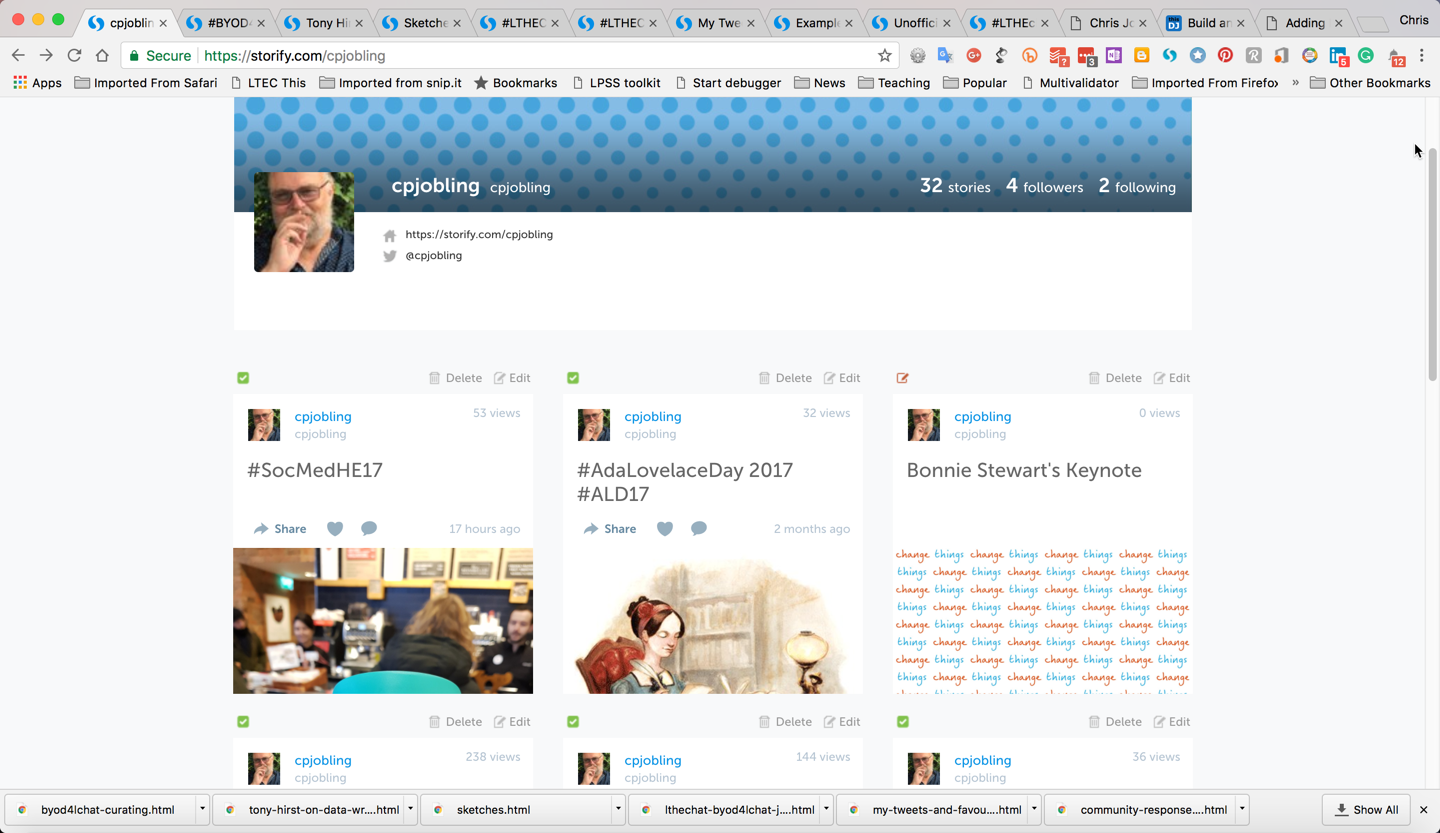 cpjoblin
#BYOD4
Tony Hi
Sketche
#LTHEC
#LTHEC
My Twe
Example
Unoffici
#LTHEc
Chris Jo
Build an
Adding
Chris
Secure https://storify.com/cpjobling
Apps Imported From Safari LTEC This Imported from snip.it Bookmarks LPSS toolkit Start debugger News Teaching Popular Multivalidator Imported From Firefo » Other Bookmarks
cpjobling cpjobling 32 stories 4 followers 2 following
https://storify.com/cpjobling
@cpjobling
Delete Edit Delete Edit Delete Edit
cpjobling 53 views
cpjobling
#SocMedHE17
Share 17 hours ago
cpjobling 32 views
cpjobling
#AdaLovelaceDay 2017
#ALD17
Share 2 months ago
cpjobling 0 views
cpjobling
Bonnie Stewart's Keynote
change things change things change things change things
things change things change things change things change
change things change things change things change things
things change things change things change things change
change things change things change things change things
things change things change things change things change
change things change things change things change things
things change things change things change things change
Delete Edit Delete Edit Delete Edit
cpjobling 238 views
cpjobling
cpjobling 144 views
cpjobling
cpjobling 36 views
cpjobling
byod4lchat-curating.html tony-hirst-on-data-wr....html sketches.html lthechat-byod4lchat-j....html my-tweets-and-favou....html community-response....html Show All